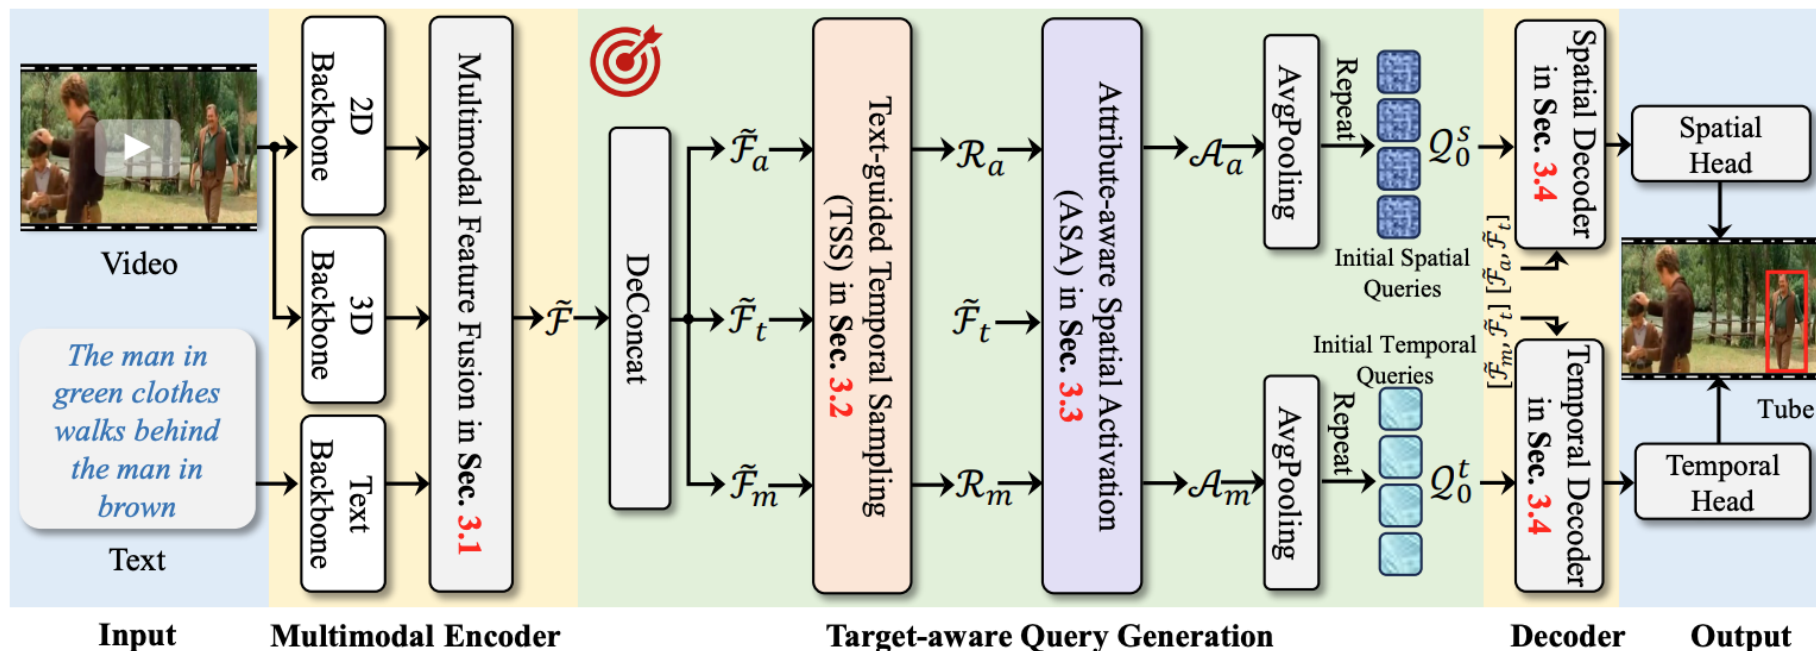 Video
The man in
green clothes
walks behind
the man in
brown
Text
Input
2D
Backbone
3D
Backbone
Text
Backbone
Multimodal Feature Fusion in Sec. 3.1
Multimodal Encoder
F̃
DeConcat
F̃ₐ
F̃ₜ
F̃ₘ
Text-guided Temporal Sampling
(TSS) in Sec. 3.2
Rₐ
F̃ₜ
Rₘ
Attribute-aware Spatial Activation
(ASA) in Sec. 3.3
Aₐ
Aₘ
AvgPooling
Repeat
Initial Spatial
Queries
Q₀ˢ
AvgPooling
Repeat
Initial Temporal
Queries
Q₀ᵗ
Target-aware Query Generation
[F̃ₐ, F̃ₜ]
[F̃ₘ, F̃ₜ]
Spatial Decoder
in Sec. 3.4
Temporal Decoder
in Sec. 3.4
Decoder
Spatial
Head
Tube
Temporal
Head
Output